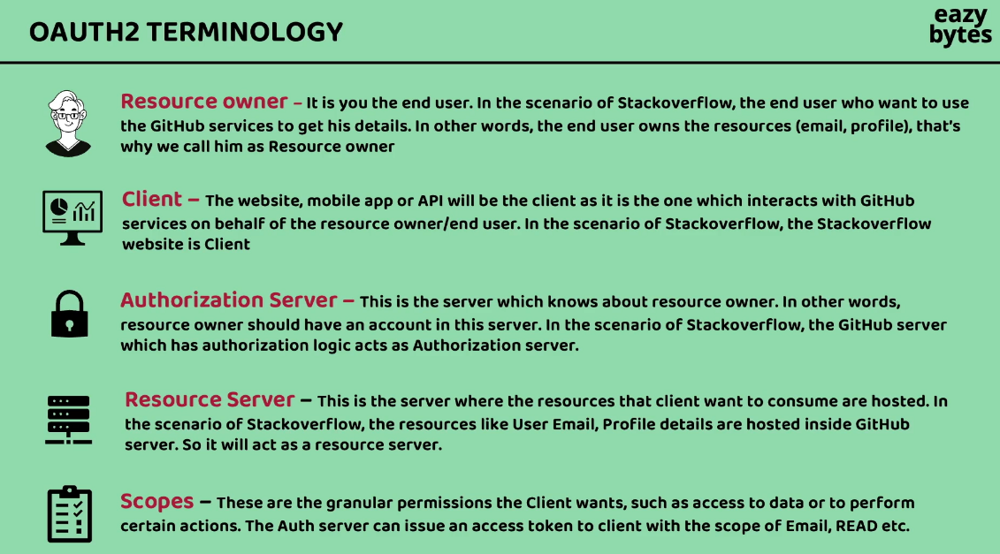 OAUTH2 TERMINOLOGY
eazy
bytes
Resource owner – It is you the end user. In the scenario of Stackoverflow, the end user who want to use
the GitHub services to get his details. In other words, the end user owns the resources (email, profile), that's
why we call him as Resource owner
Client – The website, mobile app or API will be the client as it is the one which interacts with GitHub
services on behalf of the resource owner/end user. In the scenario of Stackoverflow, the Stackoverflow
website is Client
Authorization Server – This is the server which knows about resource owner. In other words,
resource owner should have an account in this server. In the scenario of Stackoverflow, the GitHub server
which has authorization logic acts as Authorization server.
Resource Server – This is the server where the resources that client want to consume are hosted. In
the scenario of Stackoverflow, the resources like User Email, Profile details are hosted inside GitHub
server. So it will act as a resource server.
Scopes – These are the granular permissions the Client wants, such as access to data or to perform
certain actions. The Auth server can issue an access token to client with the scope of Email, READ etc.